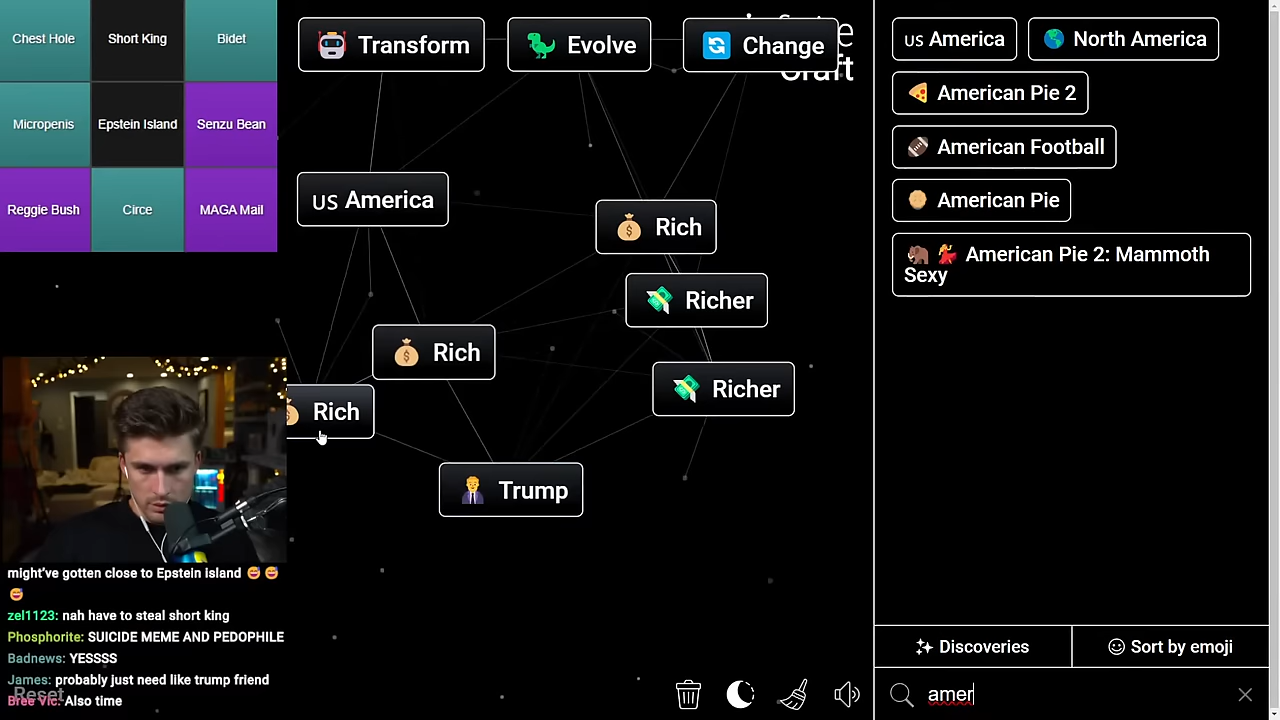 Chest Hole
Short King
Bidet
Micropenis
Epstein Island
Senzu Bean
Reggie Bush
Circe
MAGA Mail
Transform
Evolve
Change
Craft
US America
Rich
Richer
Rich
Richer
Rich
Trump
US America
North America
American Pie 2
American Football
American Pie
American Pie 2: Mammoth
Sexy
Discoveries
Sort by emoji
amer
might've gotten close to Epstein island 😅 😅
😅
zel1123: nah have to steal short king
Phosphorite: SUICIDE MEME AND PEDOPHILE
Badnews: YESSSS
James: probably just need like trump friend
Bree Vic: Also time
Reset